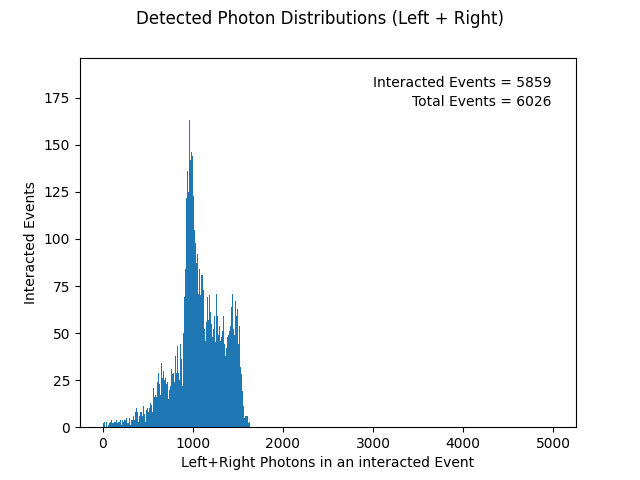 Detected Photon Distributions (Left + Right)
Interacted Events = 5859
Total Events = 6026
175
150
125
100
75
50
25
0
Interacted Events
0 1000 2000 3000 4000 5000
Left+Right Photons in an interacted Event